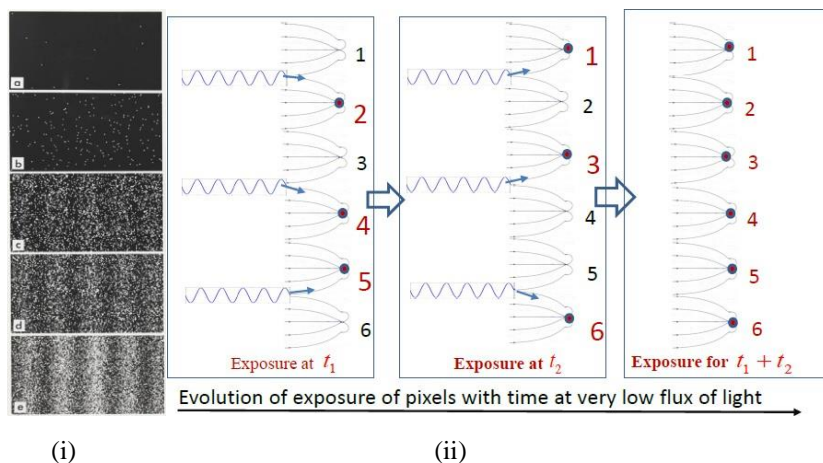 a
b
c
d
e
1
2
3
4
5
6
Exposure at t₁
1
2
3
4
5
6
Exposure at t₂
1
2
3
4
5
6
Exposure for t₁ + t₂
Evolution of exposure of pixels with time at very low flux of light
(i) (ii)